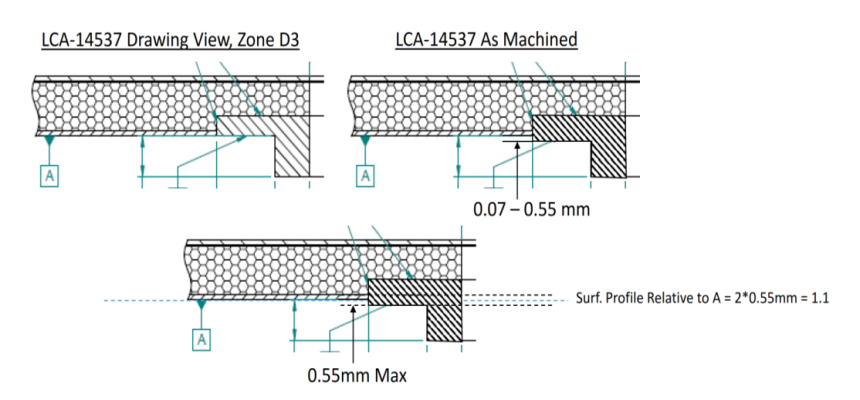 LCA-14537 Drawing View, Zone D3
LCA-14537 As Machined
A
A
0.07 – 0.55 mm
Surf. Profile Relative to A = 2*0.55mm = 1.1
A
0.55mm Max